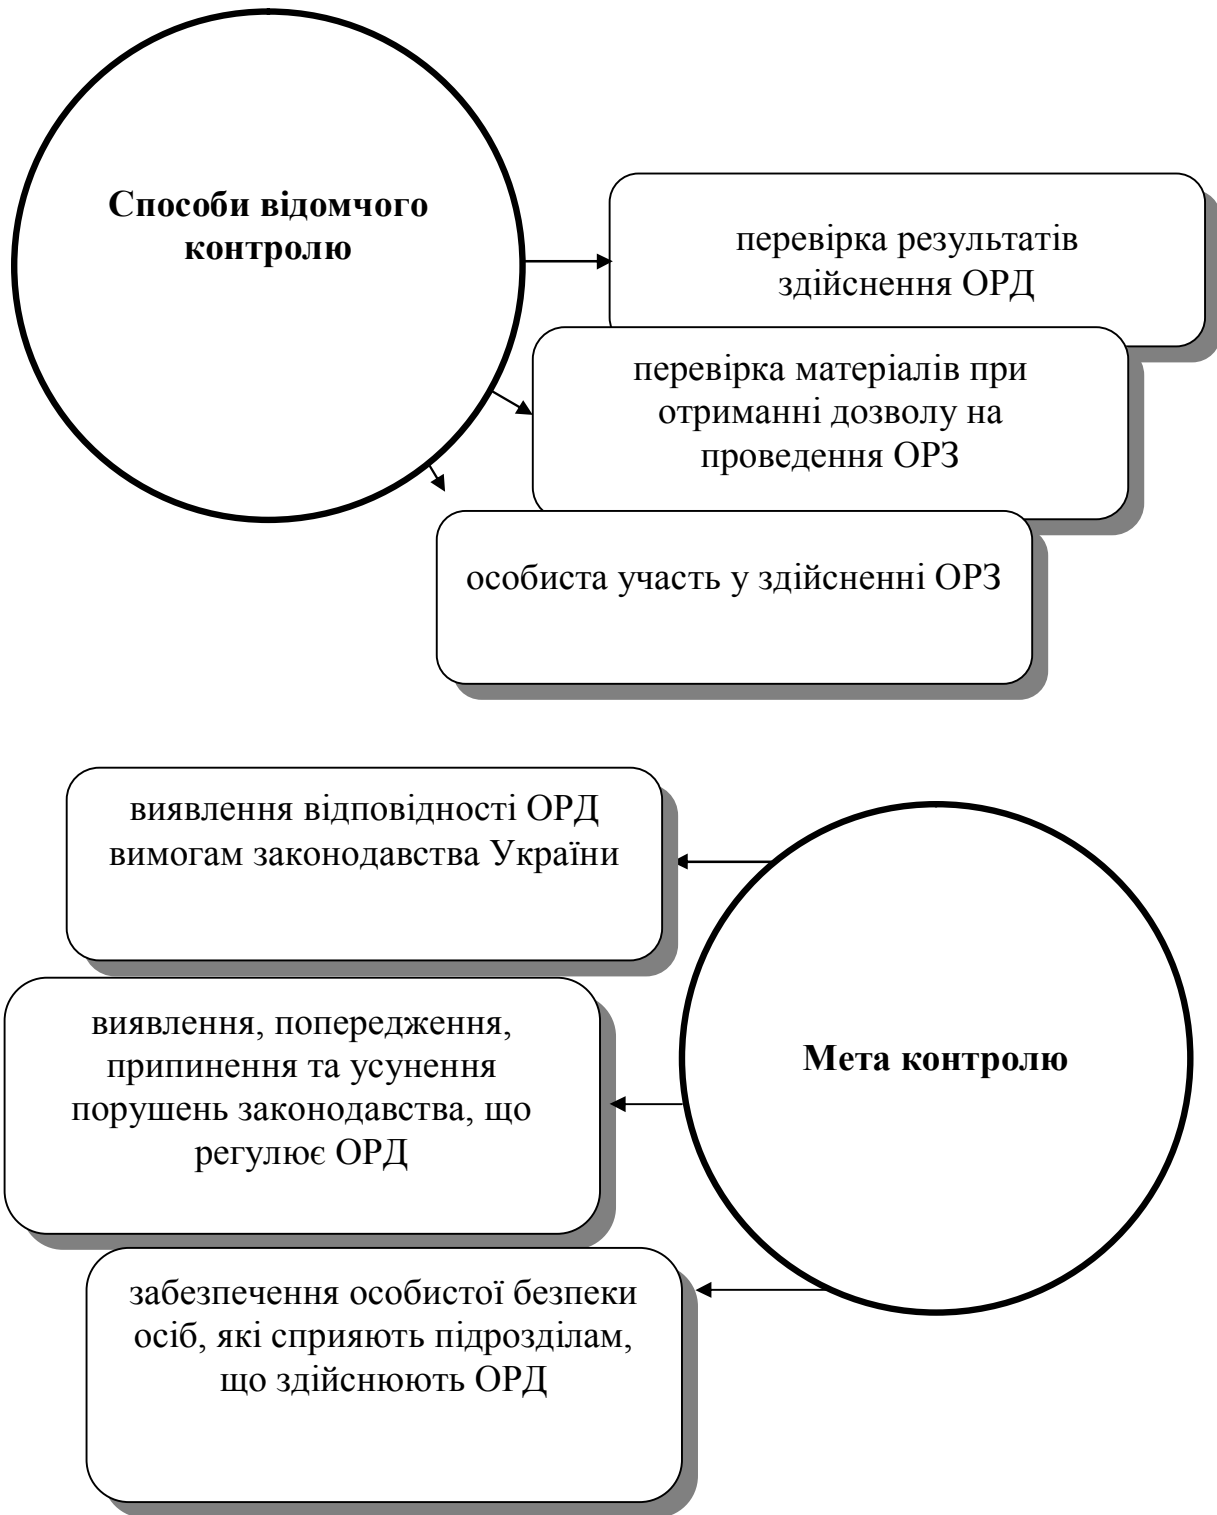 Способи відомчого
контролю
перевірка результатів
здійснення ОРД
перевірка матеріалів при
отриманні дозволу на
проведення ОРЗ
особиста участь у здійсненні ОРЗ
виявлення відповідності ОРД
вимогам законодавства України
виявлення, попередження,
припинення та усунення
порушень законодавства, що
регулює ОРД
Мета контролю
забезпечення особистої безпеки
осіб, які сприяють підрозділам,
що здійснюють ОРД